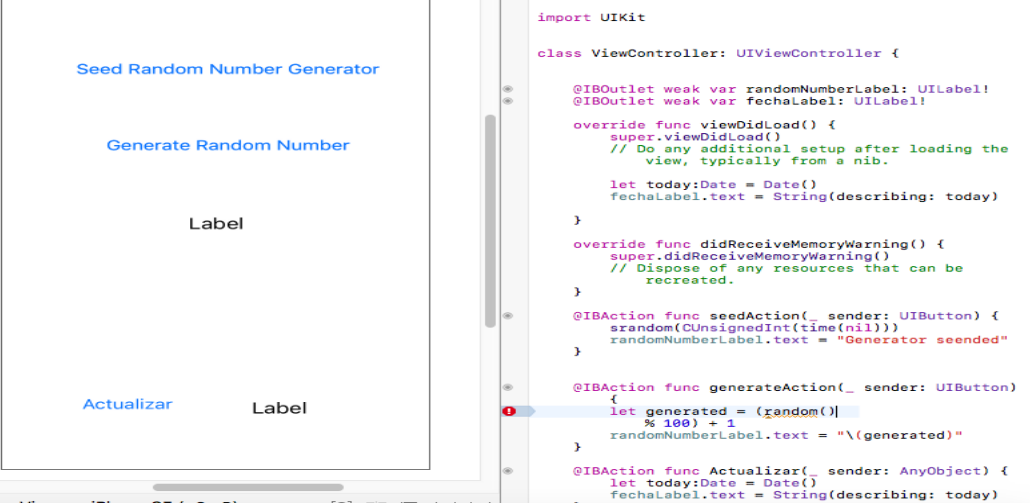 Seed Random Number Generator
Generate Random Number
Label
Actualizar
Label
import UIKit
class ViewController: UIViewController {
@IBOutlet weak var randomNumberLabel: UILabel!
@IBOutlet weak var fechaLabel: UILabel!
override func viewDidLoad() {
super.viewDidLoad()
// Do any additional setup after loading the
view, typically from a nib.
let today:Date = Date()
fechaLabel.text = String(describing: today)
}
override func didReceiveMemoryWarning() {
super.didReceiveMemoryWarning()
// Dispose of any resources that can be
recreated.
}
@IBAction func seedAction(_ sender: UIButton) {
srandom(CUnsignedInt(time(nil)))
randomNumberLabel.text = "Generator seended"
}
@IBAction func generateAction(_ sender: UIButton)
{
let generated = (random()
% 100) + 1
randomNumberLabel.text = "\(generated)"
}
@IBAction func Actualizar(_ sender: AnyObject) {
let today:Date = Date()
fechaLabel.text = String(describing: today)